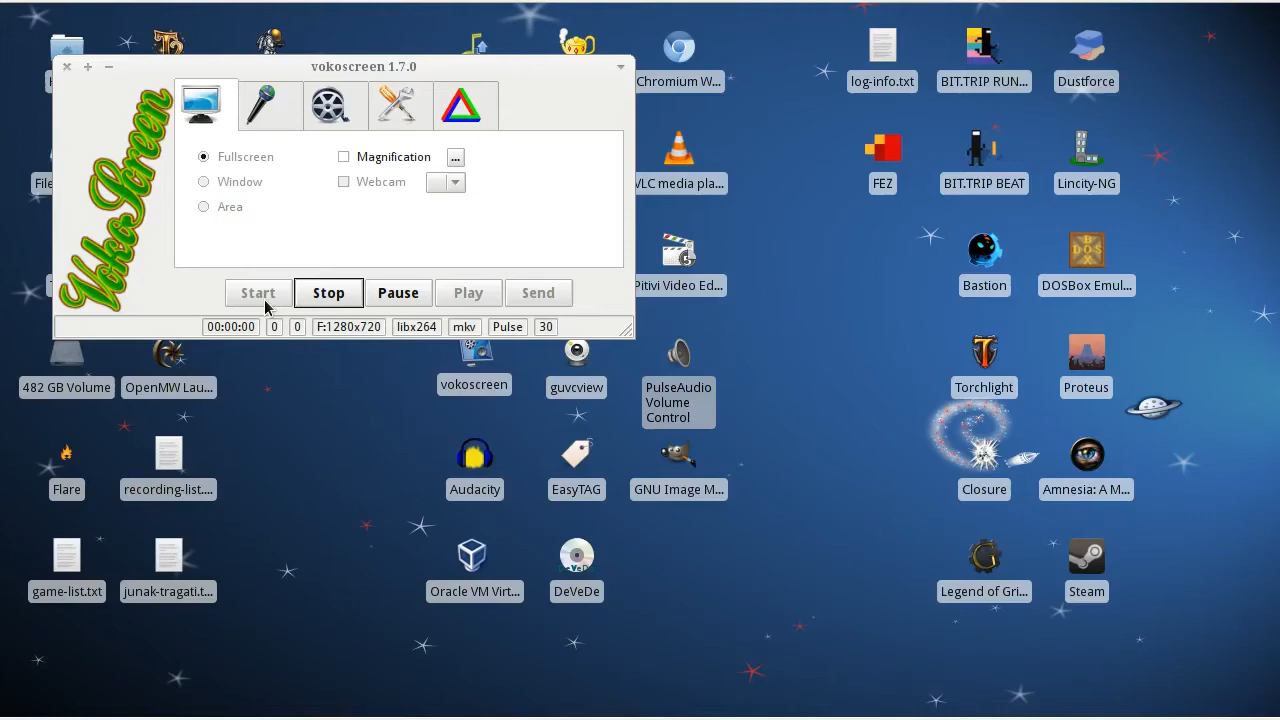 vokoscreen 1.7.0
VokoScreen
Fullscreen
Magnification
...
Window
Webcam
Area
Start
Stop
Pause
Play
Send
00:00:00
0
0
F:1280x720
libx264
mkv
Pulse
30
Chromium W...
log-info.txt
BIT.TRIP RUN...
Dustforce
VLC media pla...
FEZ
BIT.TRIP BEAT
Lincity-NG
Pitivi Video Ed...
Bastion
DOSBox Emul...
482 GB Volume
OpenMW Lau...
vokoscreen
guvcview
PulseAudio
Volume
Control
Torchlight
Proteus
Flare
recording-list....
Audacity
EasyTAG
GNU Image M...
Closure
Amnesia: A M...
game-list.txt
junak-tragati.t...
Oracle VM Virt...
DeVeDe
Legend of Gri...
Steam